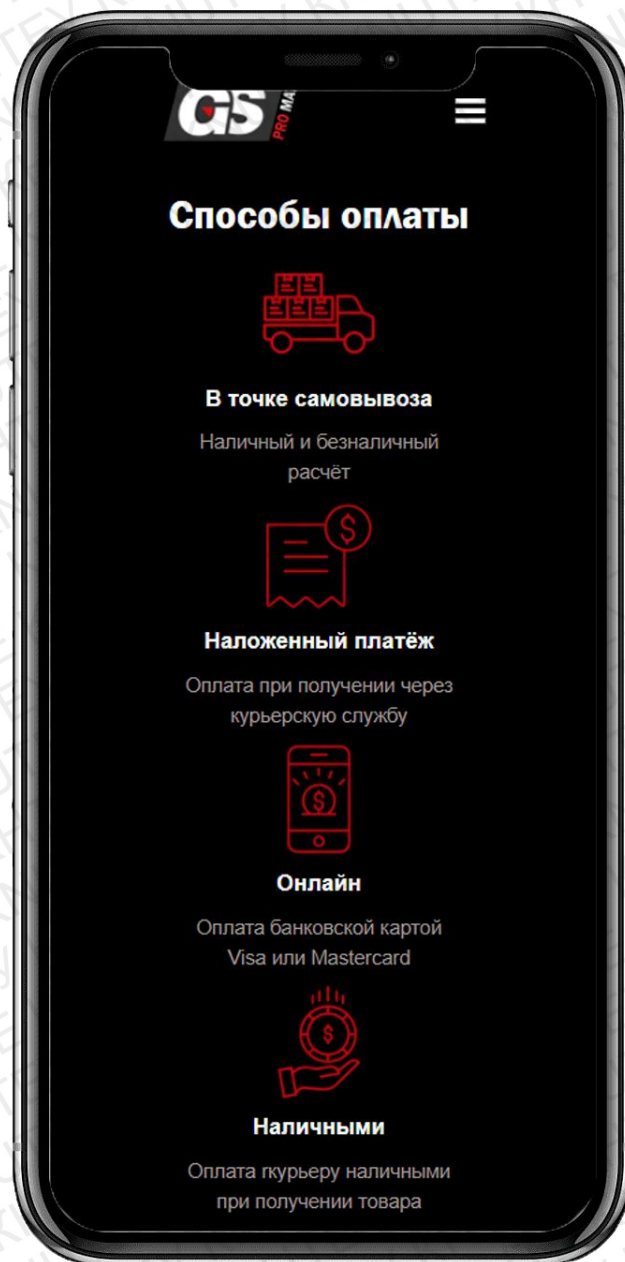 GS
PRO MA
Способы оплаты
В точке самовывоза
Наличный и безналичный
расчёт
Наложенный платёж
Оплата при получении через
курьерскую службу
Онлайн
Оплата банковской картой
Visa или Mastercard
Наличными
Оплата пкурьеру наличными
при получении товара